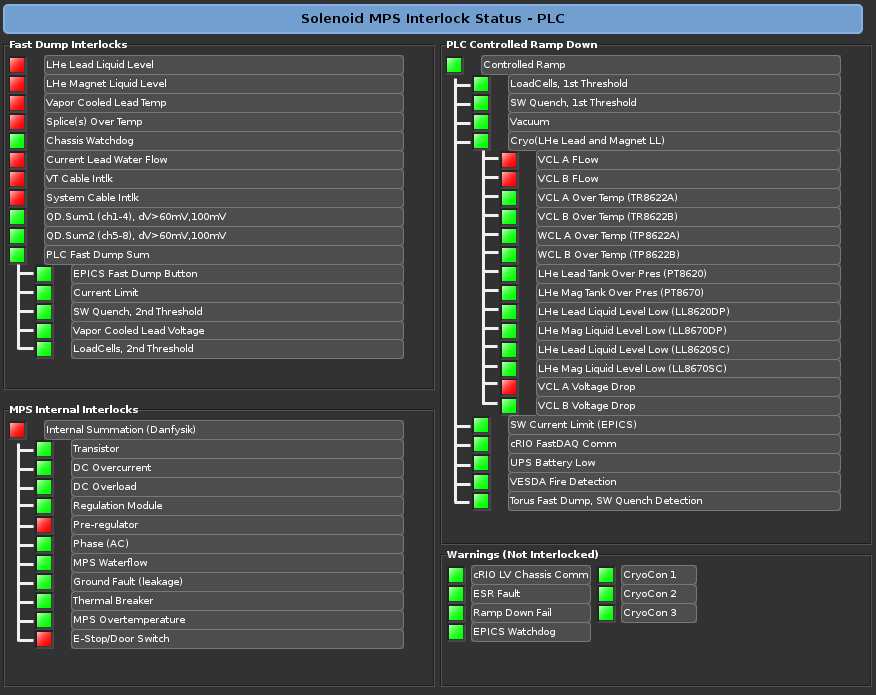 Solenoid MPS Interlock Status - PLC
Fast Dump Interlocks
LHe Lead Liquid Level
LHe Magnet Liquid Level
Vapor Cooled Lead Temp
Splice(s) Over Temp
Chassis Watchdog
Current Lead Water Flow
VT Cable Intlk
System Cable Intlk
QD.Sum1 (ch1-4), dV>60mV,100mV
QD.Sum2 (ch5-8), dV>60mV,100mV
PLC Fast Dump Sum
EPICS Fast Dump Button
Current Limit
SW Quench, 2nd Threshold
Vapor Cooled Lead Voltage
LoadCells, 2nd Threshold
MPS Internal Interlocks
Internal Summation (Danfysik)
Transistor
DC Overcurrent
DC Overload
Regulation Module
Pre-regulator
Phase (AC)
MPS Waterflow
Ground Fault (leakage)
Thermal Breaker
MPS Overtemperature
E-Stop/Door Switch
PLC Controlled Ramp Down
Controlled Ramp
LoadCells, 1st Threshold
SW Quench, 1st Threshold
Vacuum
Cryo(LHe Lead and Magnet LL)
VCL A FLow
VCL B FLow
VCL A Over Temp (TR8622A)
VCL B Over Temp (TR8622B)
WCL A Over Temp (TP8622A)
WCL B Over Temp (TP8622B)
LHe Lead Tank Over Pres (PT8620)
LHe Mag Tank Over Pres (PT8670)
LHe Lead Liquid Level Low (LL8620DP)
LHe Mag Liquid Level Low (LL8670DP)
LHe Lead Liquid Level Low (LL8620SC)
LHe Mag Liquid Level Low (LL8670SC)
VCL A Voltage Drop
VCL B Voltage Drop
SW Current Limit (EPICS)
cRIO FastDAQ Comm
UPS Battery Low
VESDA Fire Detection
Torus Fast Dump, SW Quench Detection
Warnings (Not Interlocked)
cRIO LV Chassis Comm
ESR Fault
Ramp Down Fail
EPICS Watchdog
CryoCon 1
CryoCon 2
CryoCon 3